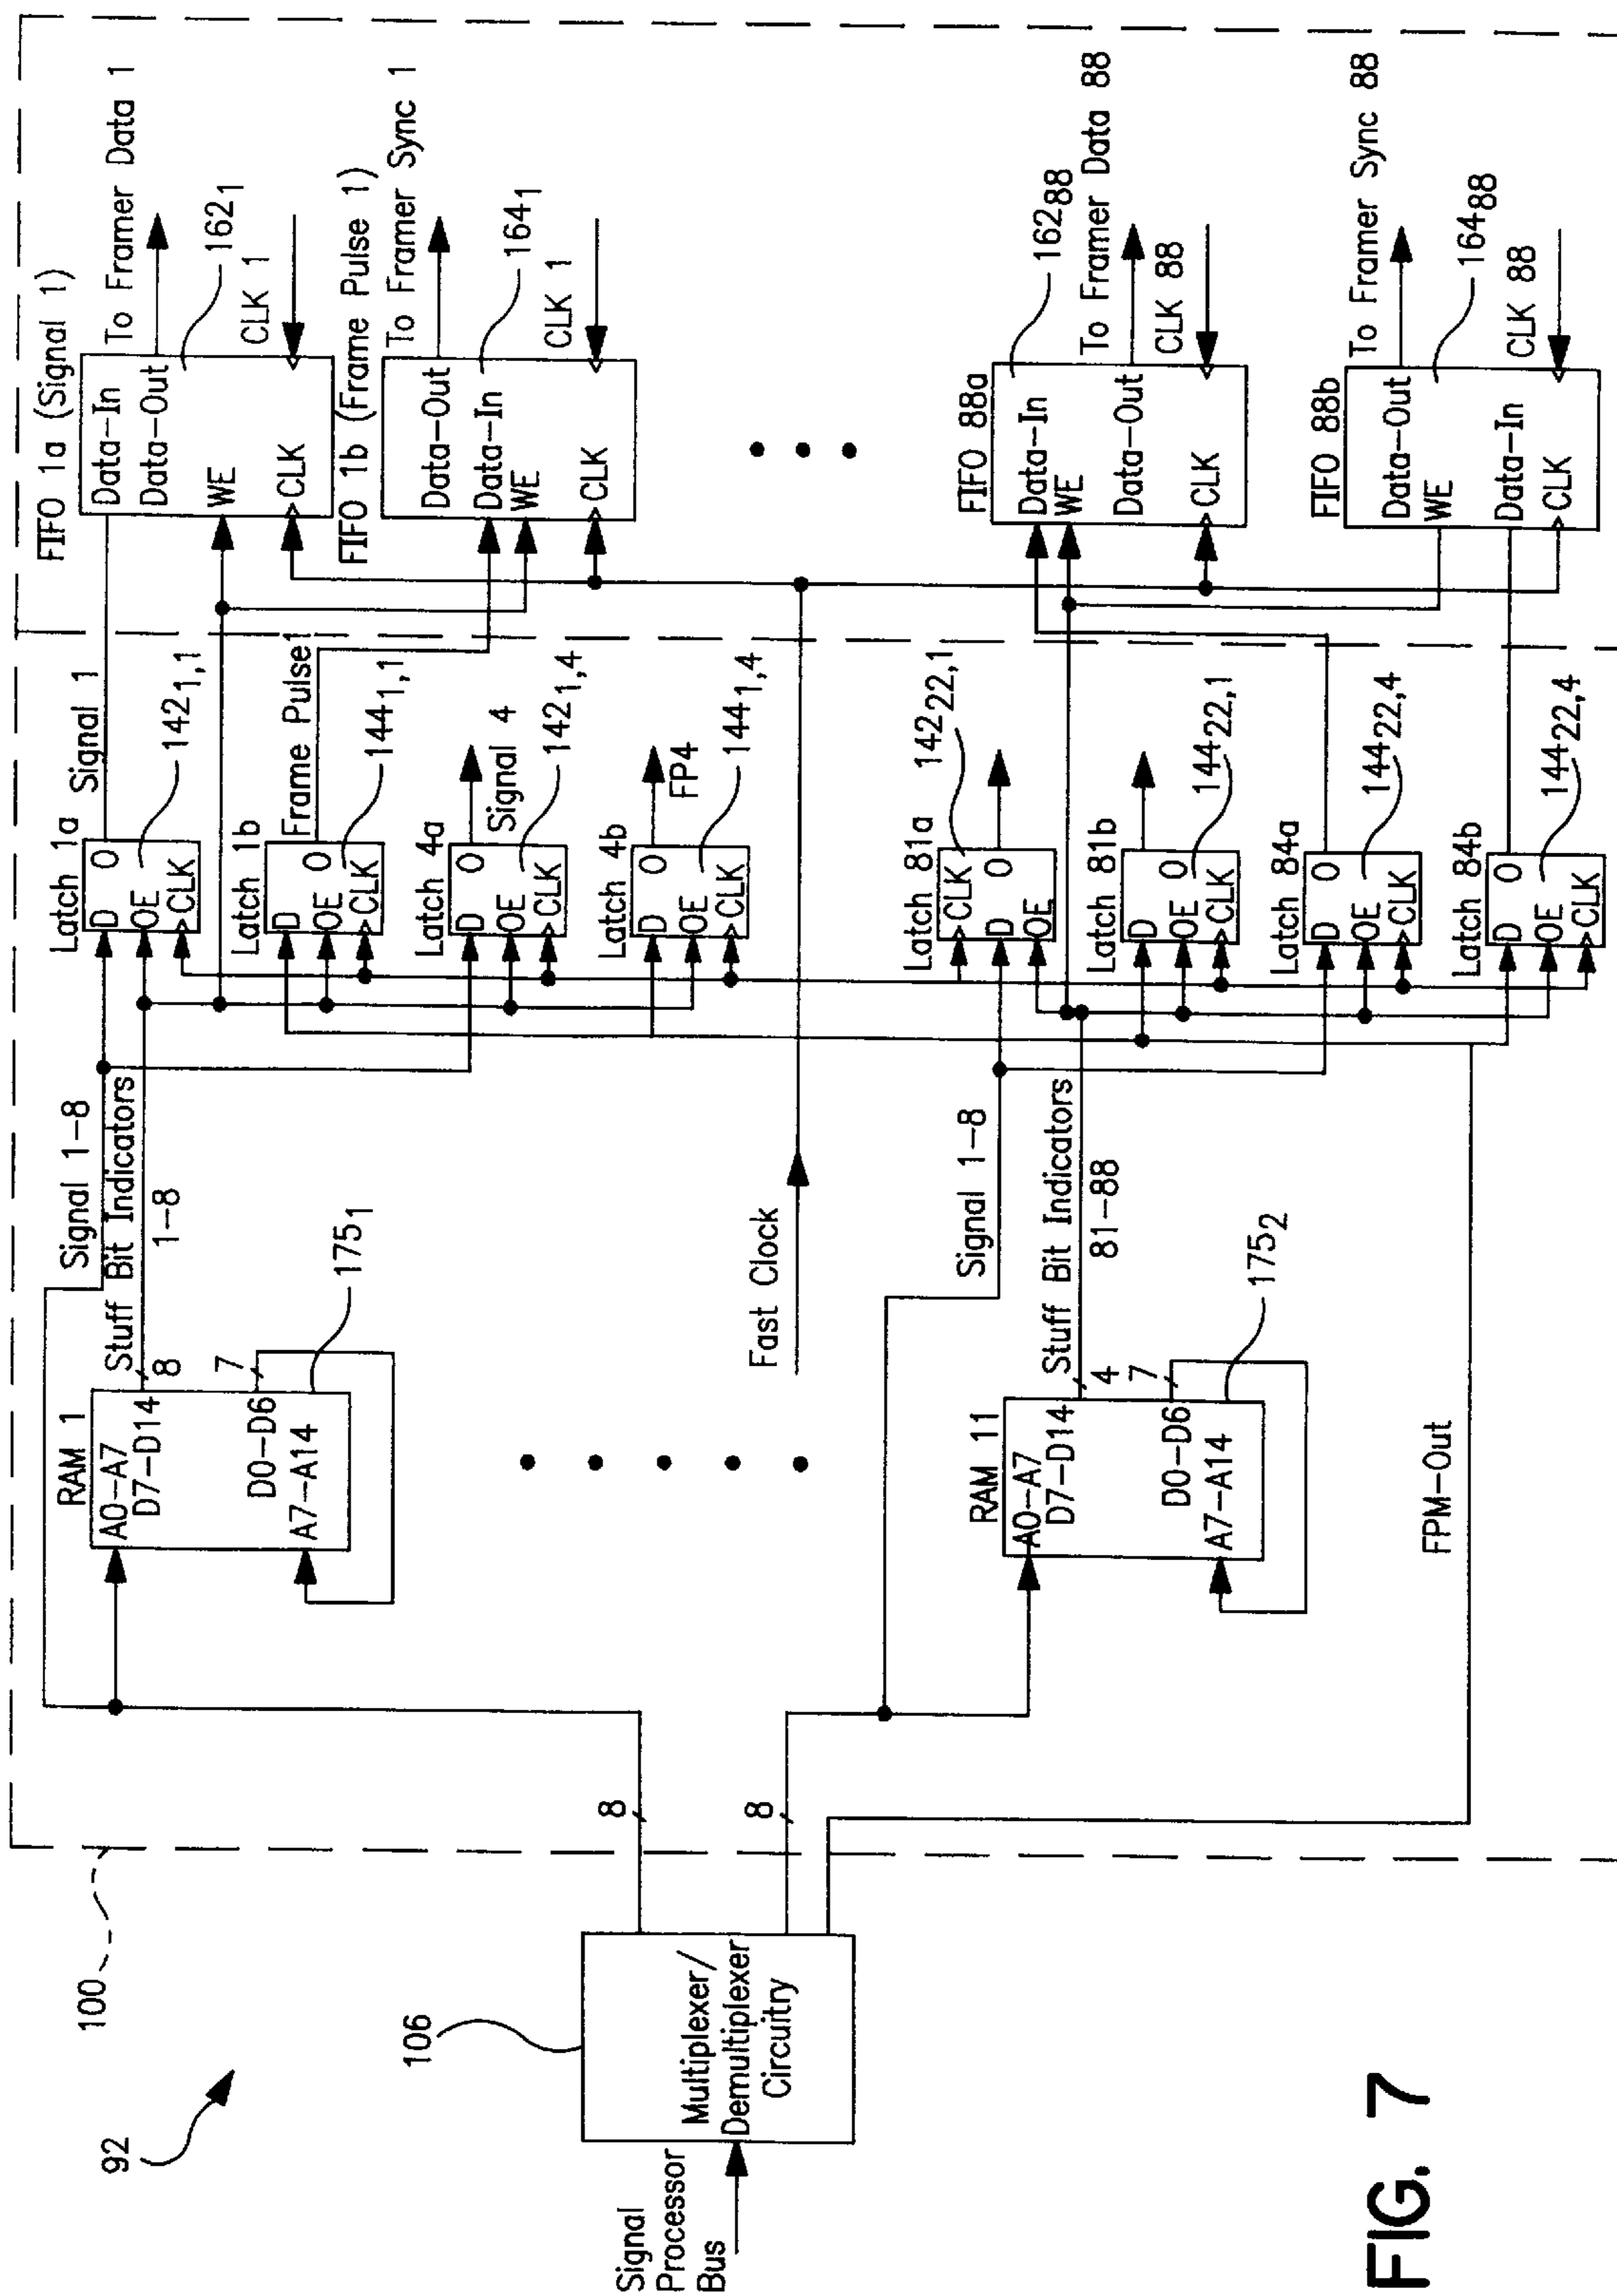 FIG. 7
92
100
106
Signal
Processor
Bus
Multiplexer/
Demultiplexer
Circuitry
8
8
RAM 1
A0-A7
D7-D14
D0-D6
A7-A14
8
7
175₁
Signal 1-8
Stuff Bit Indicators
1-8
Fast Clock
RAM 11
A0-A7
D7-D14
D0-D6
A7-A14
4
7
175₂
Signal 1-8
Stuff Bit Indicators
81-88
FPM-Out
Latch 1a
D O
OE
CLK
142₁,₁
Signal 1
Latch 1b
D
OE O
CLK
144₁,₁
Frame Pulse1
Latch 4a
D O
OE
CLK
142₁,₄
Signal 4
Latch 4b
D O
OE
CLK
144₁,₄
FP4
Latch 81a
CLK
D O
OE
142₂₂,₁
Latch 81b
D
OE O
CLK
144₂₂,₁
Latch 84a
D O
OE
CLK
144₂₂,₄
Latch 84b
D O
OE
CLK
144₂₂,₄
FIFO 1a (Signal 1)
Data-In
Data-Out
WE
CLK
To Framer Data 1
162₁
CLK 1
FIFO 1b (Frame Pulse 1)
Data-Out
Data-In
WE
CLK
To Framer Sync 1
164₁
CLK 1
FIFO 88a
Data-In
WE
Data-Out
CLK
162₈₈
To Framer Data 88
CLK 88
FIFO 88b
Data-Out
WE
Data-In
CLK
To Framer Sync 88
164₈₈
CLK 88